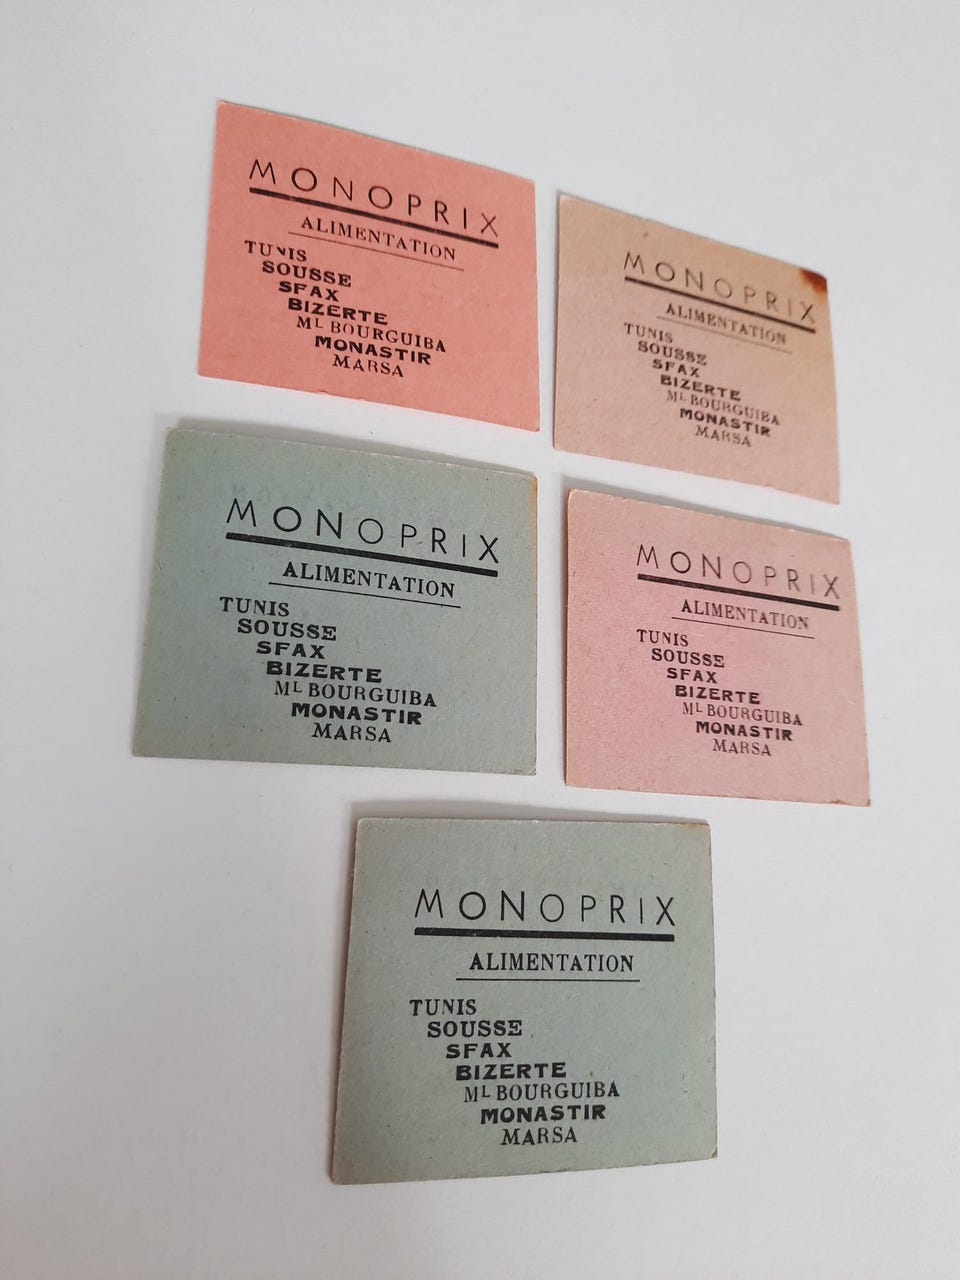 MONOPRIX
ALIMENTATION
TUNIS
SOUSSE
SFAX
BIZERTE
ML BOURGUIBA
MONASTIR
MARSA
MONOPRIX
ALIMENTATION
TUNIS
SOUSSE
SFAX
BIZERTE
ML BOURGUIBA
MONASTIR
MARSA
MONOPRIX
ALIMENTATION
TUNIS
SOUSSE
SFAX
BIZERTE
ML BOURGUIBA
MONASTIR
MARSA
MONOPRIX
ALIMENTATION
TUNIS
SOUSSE
SFAX
BIZERTE
ML BOURGUIBA
MONASTIR
MARSA
MONOPRIX
ALIMENTATION
TUNIS
SOUSSE
SFAX
BIZERTE
ML BOURGUIBA
MONASTIR
MARSA